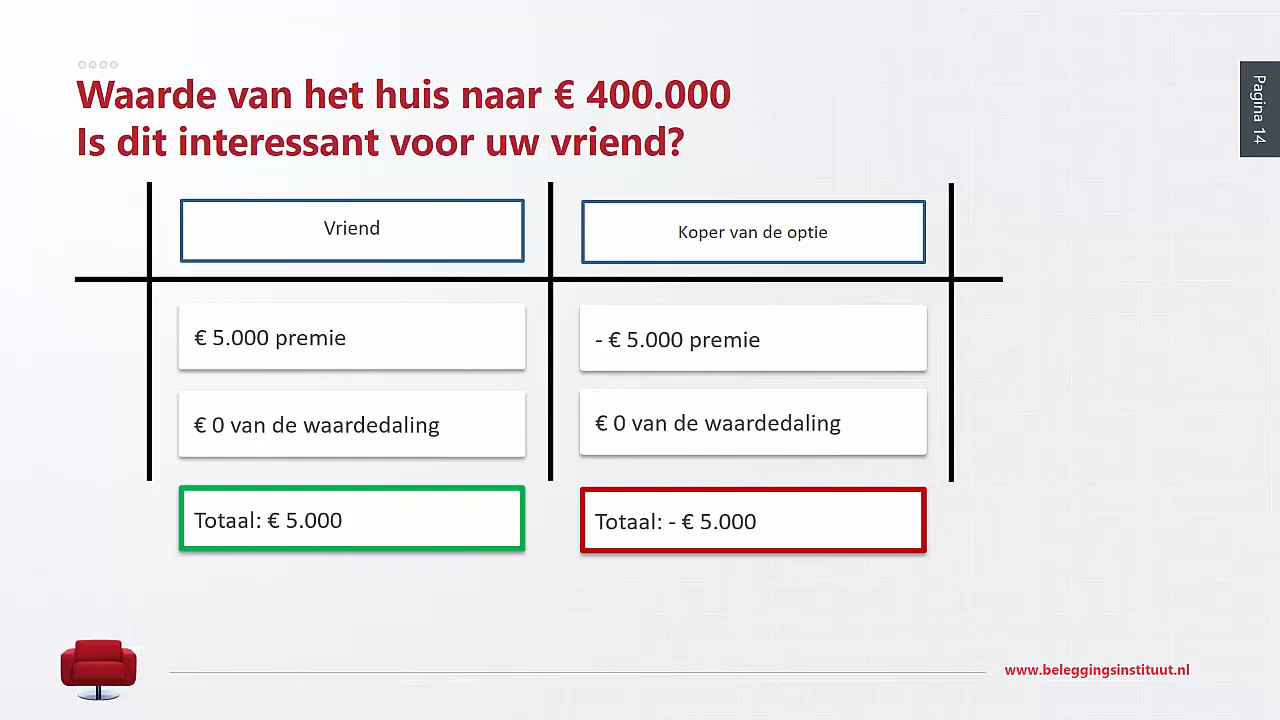 Waarde van het huis naar € 400.000
Is dit interessant voor uw vriend?
Pagina 14
Vriend
Koper van de optie
€ 5.000 premie
- € 5.000 premie
€ 0 van de waardedaling
€ 0 van de waardedaling
Totaal: € 5.000
Totaal: - € 5.000
www.beleggingsinstituut.nl